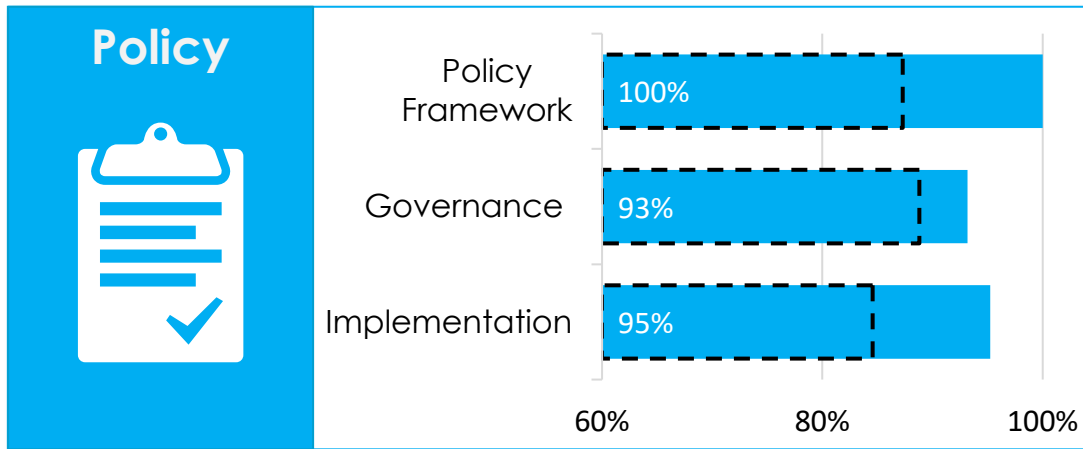 Policy
Policy
Framework
100%
Governance
93%
Implementation
95%
60%
80%
100%